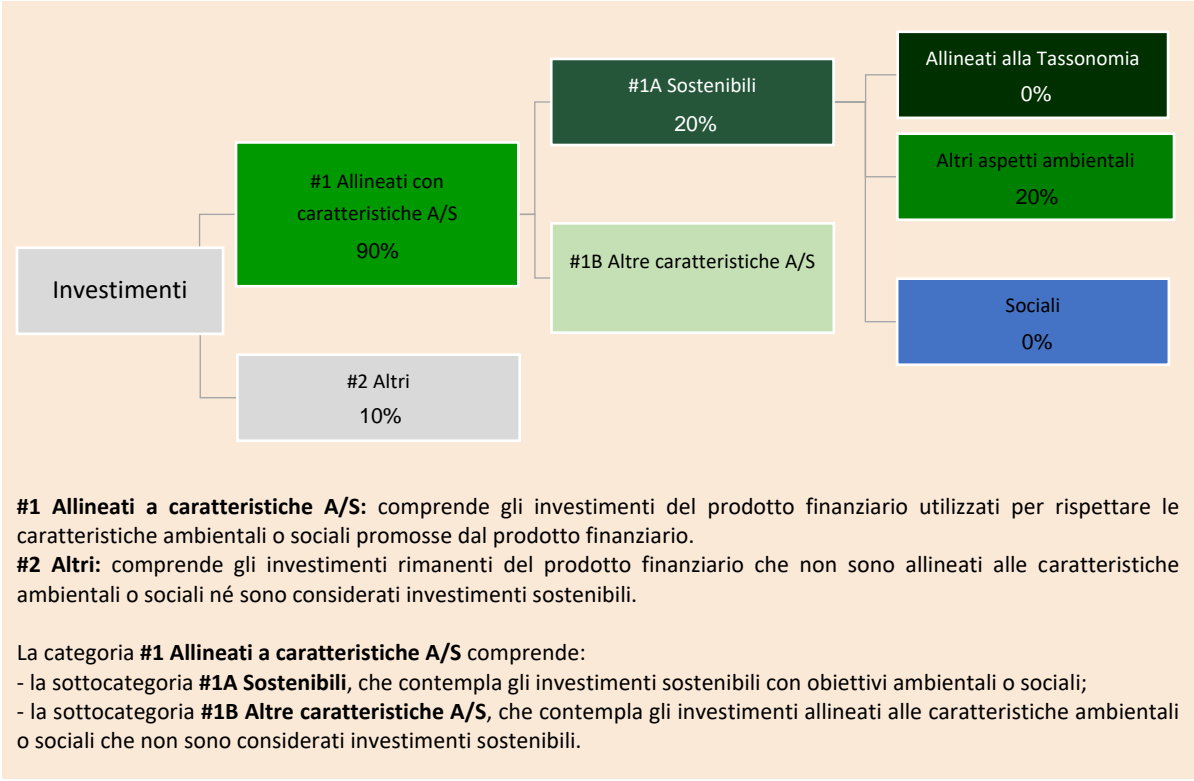 Investimenti
#1 Allineati con
caratteristiche A/S
90%
#2 Altri
10%
#1A Sostenibili
20%
#1B Altre caratteristiche A/S
Allineati alla Tassonomia
0%
Altri aspetti ambientali
20%
Sociali
0%
#1 Allineati a caratteristiche A/S: comprende gli investimenti del prodotto finanziario utilizzati per rispettare le
caratteristiche ambientali o sociali promosse dal prodotto finanziario.
#2 Altri: comprende gli investimenti rimanenti del prodotto finanziario che non sono allineati alle caratteristiche
ambientali o sociali né sono considerati investimenti sostenibili.
La categoria #1 Allineati a caratteristiche A/S comprende:
- la sottocategoria #1A Sostenibili, che contempla gli investimenti sostenibili con obiettivi ambientali o sociali;
- la sottocategoria #1B Altre caratteristiche A/S, che contempla gli investimenti allineati alle caratteristiche ambientali
o sociali che non sono considerati investimenti sostenibili.